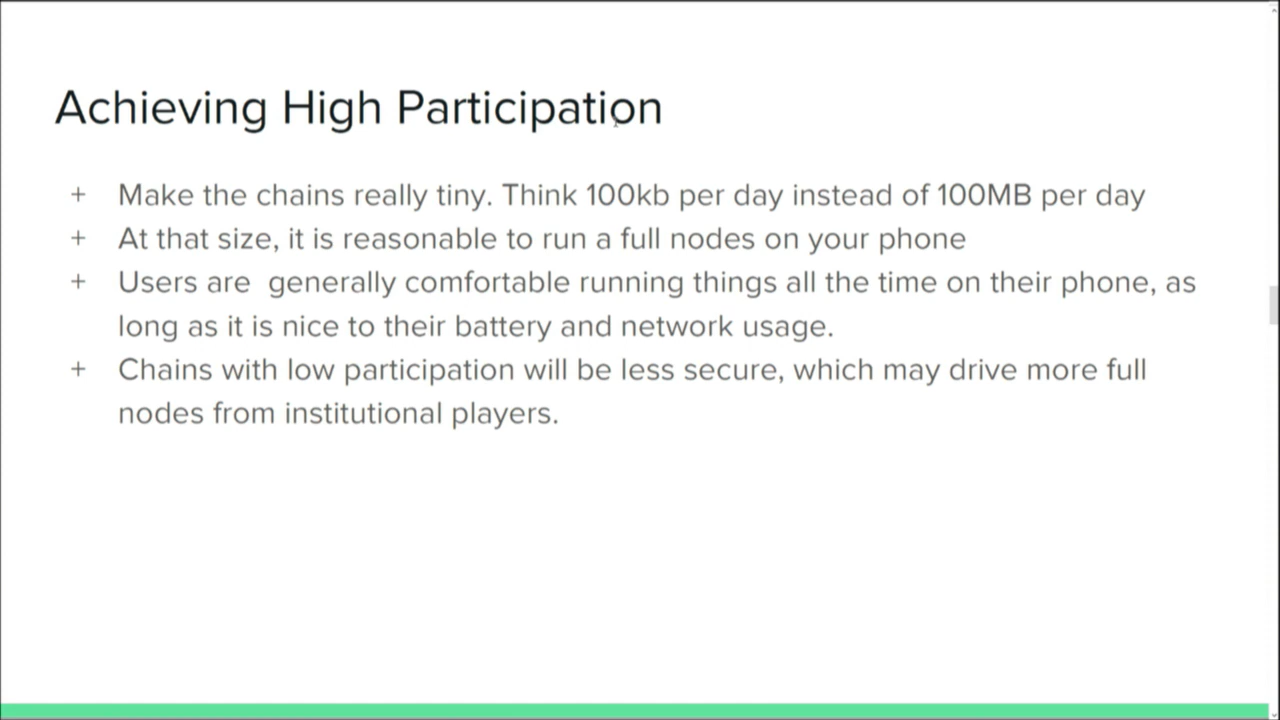 Achieving High Participation
+ Make the chains really tiny. Think 100kb per day instead of 100MB per day
+ At that size, it is reasonable to run a full nodes on your phone
+ Users are  generally comfortable running things all the time on their phone, as
long as it is nice to their battery and network usage.
+ Chains with low participation will be less secure, which may drive more full
nodes from institutional players.